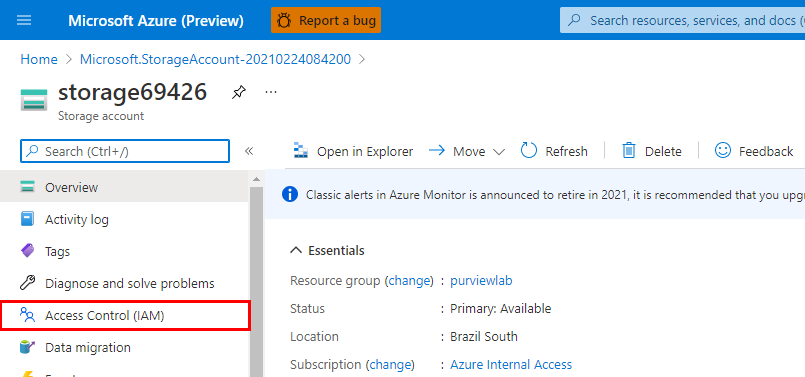 Microsoft Azure (Preview) Report a bug Search resources, services, and docs (
Home > Microsoft.StorageAccount-20210224084200 >
storage69426 ...
Storage account
Search (Ctrl+/) «
Open in Explorer Move Refresh Delete Feedback
Overview
Activity log
Tags
Diagnose and solve problems
Access Control (IAM)
Data migration
Classic alerts in Azure Monitor is announced to retire in 2021, it is recommended that you upg
Essentials
Resource group (change) : purviewlab
Status : Primary: Available
Location : Brazil South
Subscription (change) : Azure Internal Access